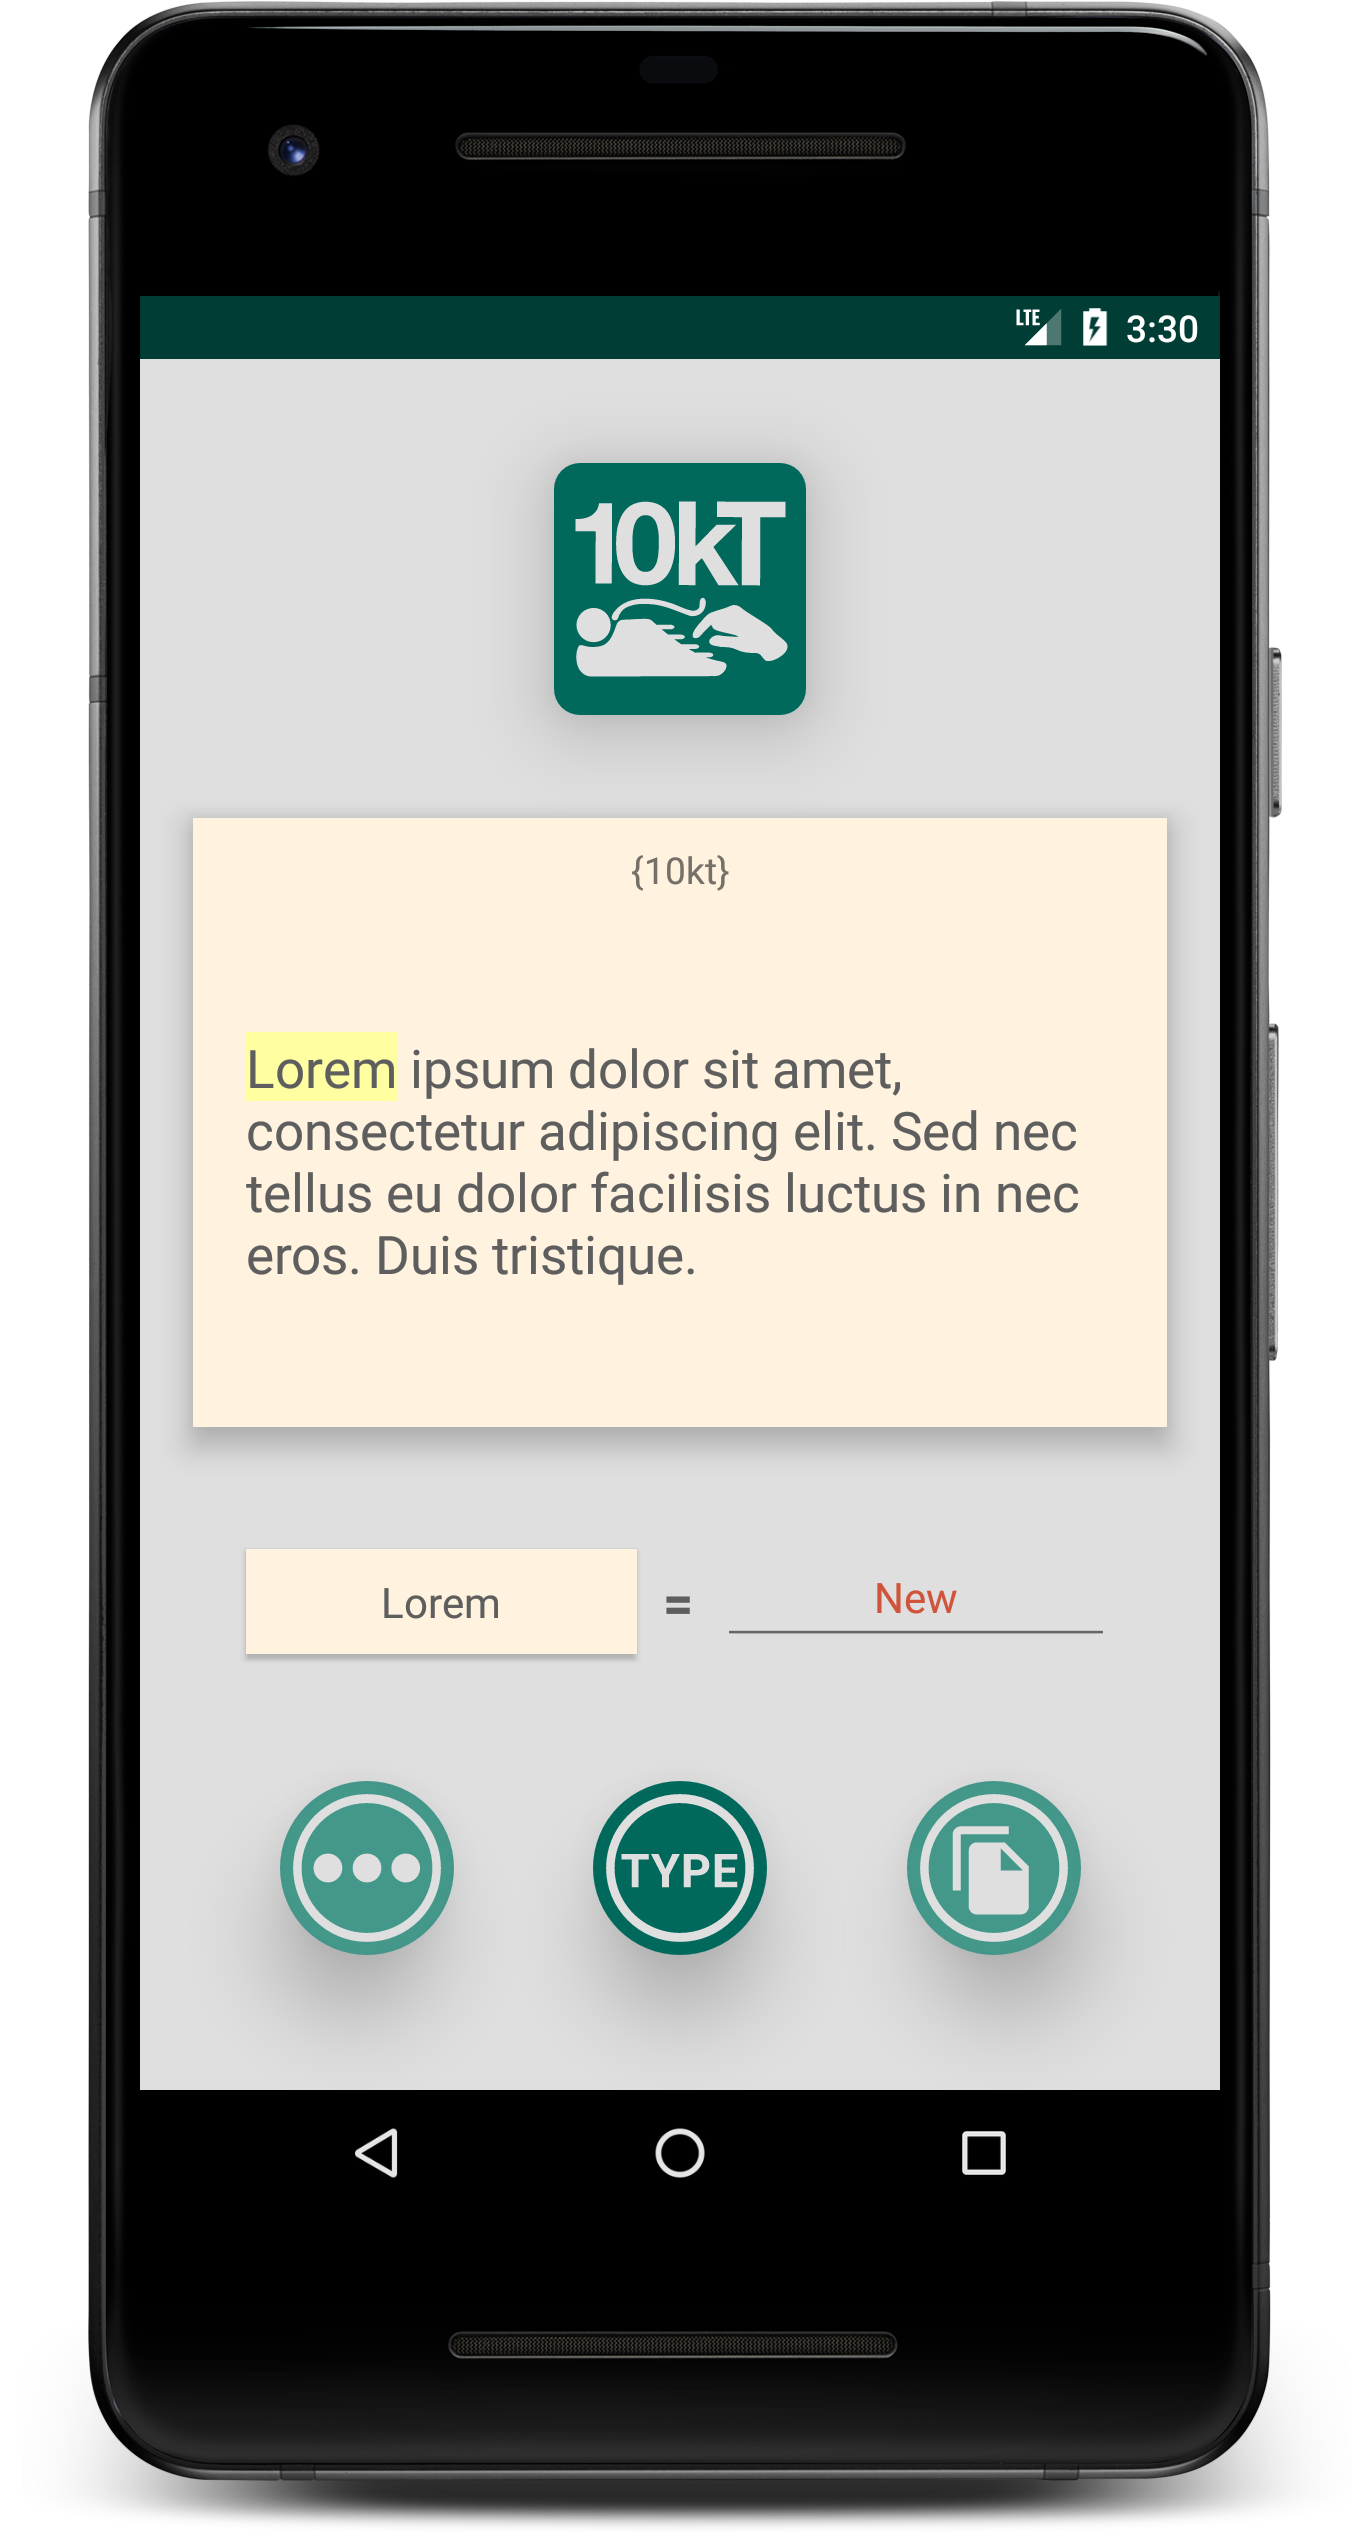 LTE 3:30
10kT
{10kt}
Lorem ipsum dolor sit amet,
consectetur adipiscing elit. Sed nec
tellus eu dolor facilisis luctus in nec
eros. Duis tristique.
Lorem = New
TYPE